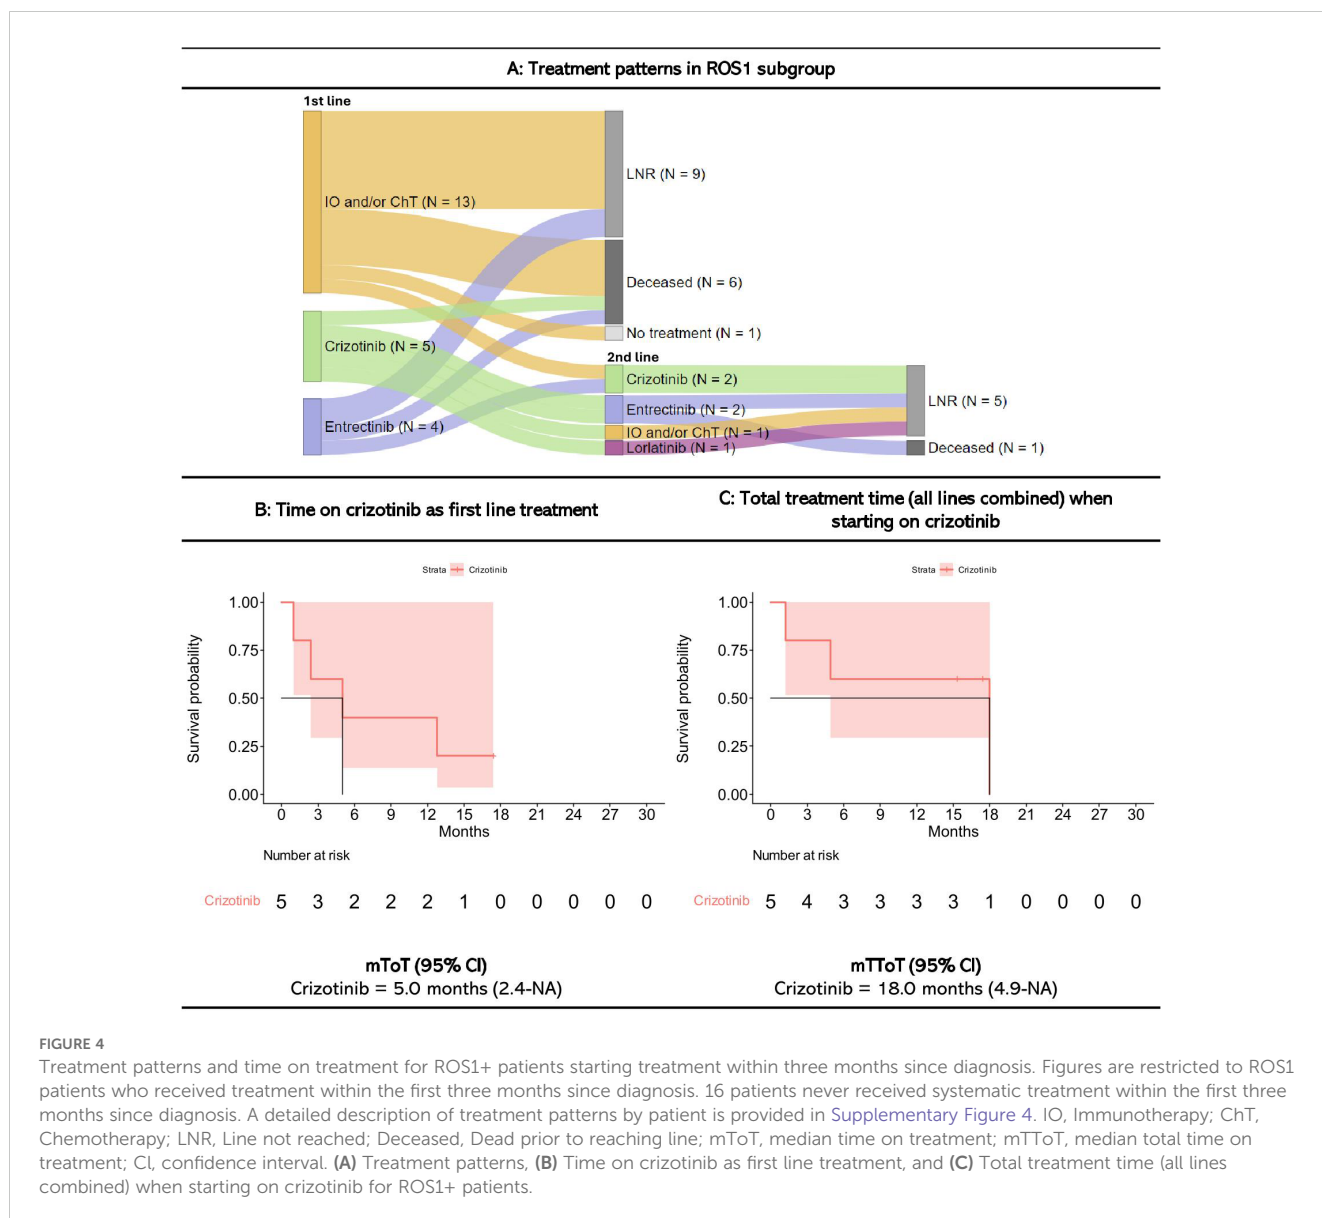 A: Treatment patterns in ROS1 subgroup
1st line
IO and/or ChT (N = 13)
Crizotinib (N = 5)
Entrectinib (N = 4)
LNR (N = 9)
Deceased (N = 6)
No treatment (N = 1)
2nd line
Crizotinib (N = 2)
Entrectinib (N = 2)
IO and/or ChT (N = 1)
Lorlatinib (N = 1)
LNR (N = 5)
Deceased (N = 1)
B: Time on crizotinib as first line treatment
Strata Crizotinib
Survival probability
1.00
0.75
0.50
0.25
0.00
0 3 6 9 12 15 18 21 24 27 30
Months
Number at risk
Crizotinib 5 3 2 2 2 1 0 0 0 0 0
mToT (95% CI)
Crizotinib = 5.0 months (2.4-NA)
C: Total treatment time (all lines combined) when
starting on crizotinib
Strata Crizotinib
Survival probability
1.00
0.75
0.50
0.25
0.00
0 3 6 9 12 15 18 21 24 27 30
Months
Number at risk
Crizotinib 5 4 3 3 3 3 1 0 0 0 0
mTToT (95% CI)
Crizotinib = 18.0 months (4.9-NA)
FIGURE 4
Treatment patterns and time on treatment for ROS1+ patients starting treatment within three months since diagnosis. Figures are restricted to ROS1
patients who received treatment within the first three months since diagnosis. 16 patients never received systematic treatment within the first three
months since diagnosis. A detailed description of treatment patterns by patient is provided in Supplementary Figure 4. IO, Immunotherapy; ChT,
Chemotherapy; LNR, Line not reached; Deceased, Dead prior to reaching line; mToT, median time on treatment; mTToT, median total time on
treatment; CI, confidence interval. (A) Treatment patterns, (B) Time on crizotinib as first line treatment, and (C) Total treatment time (all lines
combined) when starting on crizotinib for ROS1+ patients.